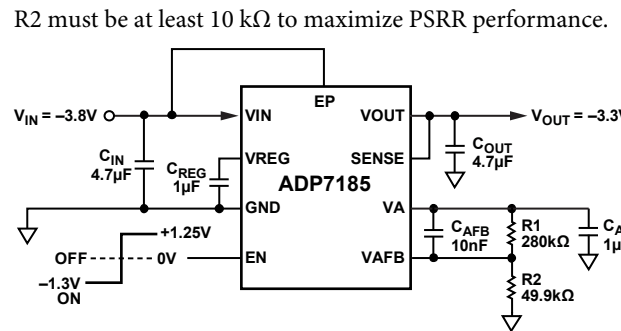 R2 must be at least 10 kΩ to maximize PSRR performance.
EP
VIN = –3.8V
VIN
VOUT
VOUT = –3.3V
CIN
4.7µF
CREG
1µF
VREG
SENSE
COUT
4.7µF
ADP7185
GND
VA
CAFB
10nF
R1
280kΩ
1µ
+1.25V
OFF
0V
EN
VAFB
–1.3V
ON
R2
49.9kΩ